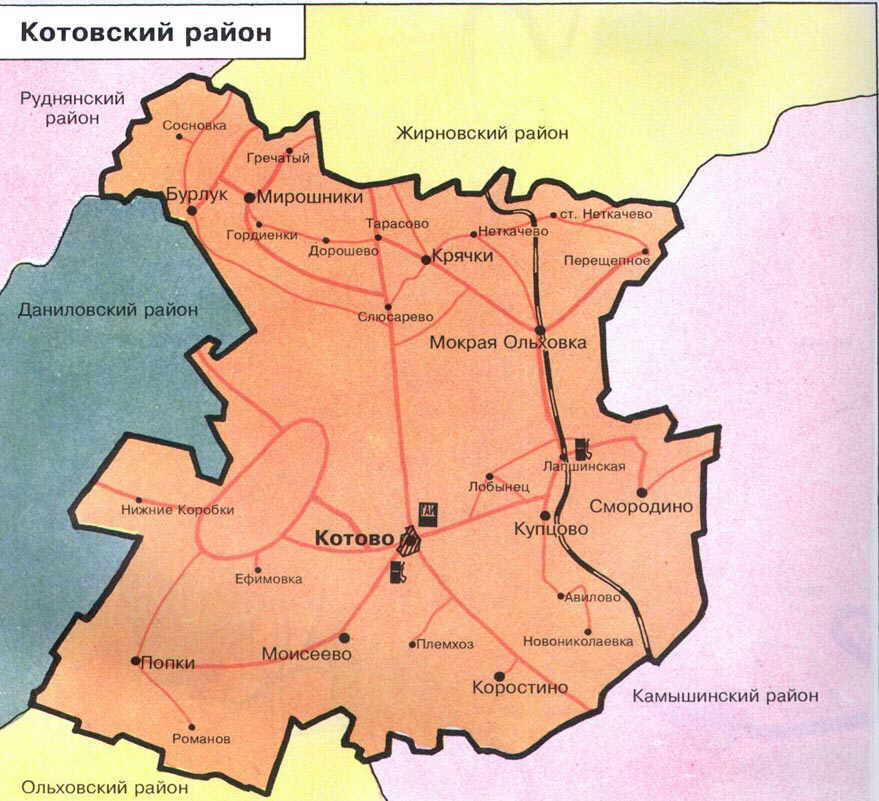 Котовский район
Руднянский
район
Жирновский район
Сосновка
Гречатый
Бурлук
Мирошники
Гордиенки
Дорошево
Тарасово
Крячки
Неткачево
ст. Неткачево
Перещепное
Даниловский район
Слюсарево
Мокрая Ольховка
Лапшинская
Лобынец
Смородино
Нижние Коробки
ГАИ
Купцово
Котово
Ефимовка
Авилово
Новониколаевка
Племхоз
Моисеево
Попки
Коростино
Камышинский район
Романов
Ольховский район